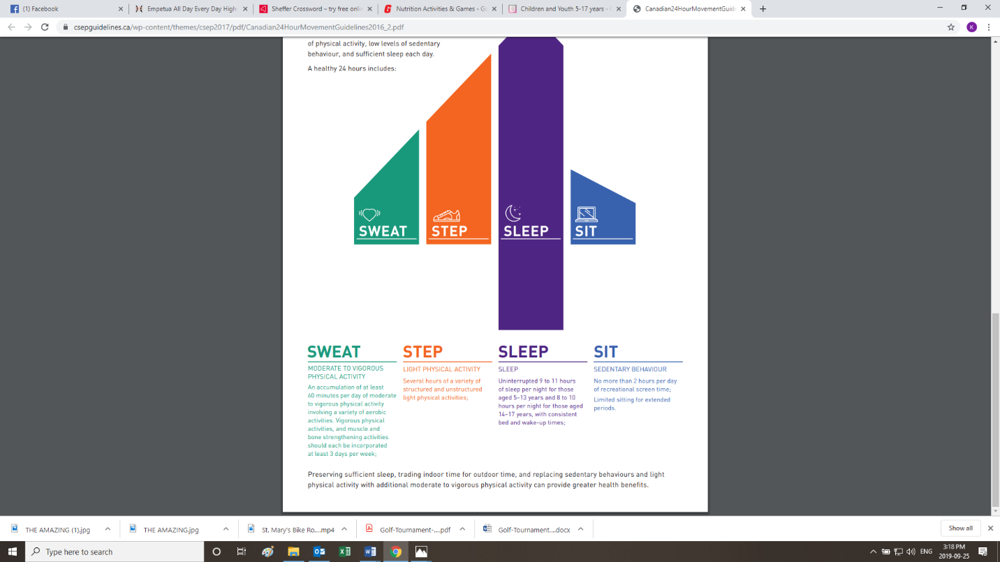 (1) Facebook
Empetua All Day Every Day High-
Sheffer Crossword – try free onlin
Nutrition Activities & Games - Go
Children and Youth 5-17 years - C
Canadian24HourMovementGuide
csepguidelines.ca/wp-content/themes/csep2017/pdf/Canadian24HourMovementGuidelines2016_2.pdf
K
of physical activity, low levels of sedentary
behaviour, and sufficient sleep each day.
A healthy 24 hours includes:
SWEAT
STEP
SLEEP
SIT
SWEAT
MODERATE TO VIGOROUS
PHYSICAL ACTIVITY
An accumulation of at least
60 minutes per day of moderate
to vigorous physical activity
involving a variety of aerobic
activities. Vigorous physical
activities, and muscle and
bone strengthening activities
should each be incorporated
at least 3 days per week;
STEP
LIGHT PHYSICAL ACTIVITY
Several hours of a variety of
structured and unstructured
light physical activities;
SLEEP
SLEEP
Uninterrupted 9 to 11 hours
of sleep per night for those
aged 5–13 years and 8 to 10
hours per night for those aged
14–17 years, with consistent
bed and wake-up times;
SIT
SEDENTARY BEHAVIOUR
No more than 2 hours per day
of recreational screen time;
Limited sitting for extended
periods.
Preserving sufficient sleep, trading indoor time for outdoor time, and replacing sedentary behaviours and light
physical activity with additional moderate to vigorous physical activity can provide greater health benefits.
THE AMAZING (1).jpg
THE AMAZING.jpg
St. Mary's Bike Ro....mp4
Golf-Tournament-....pdf
Golf-Tournament....docx
Show all
Type here to search
ENG
3:18 PM
2019-09-25